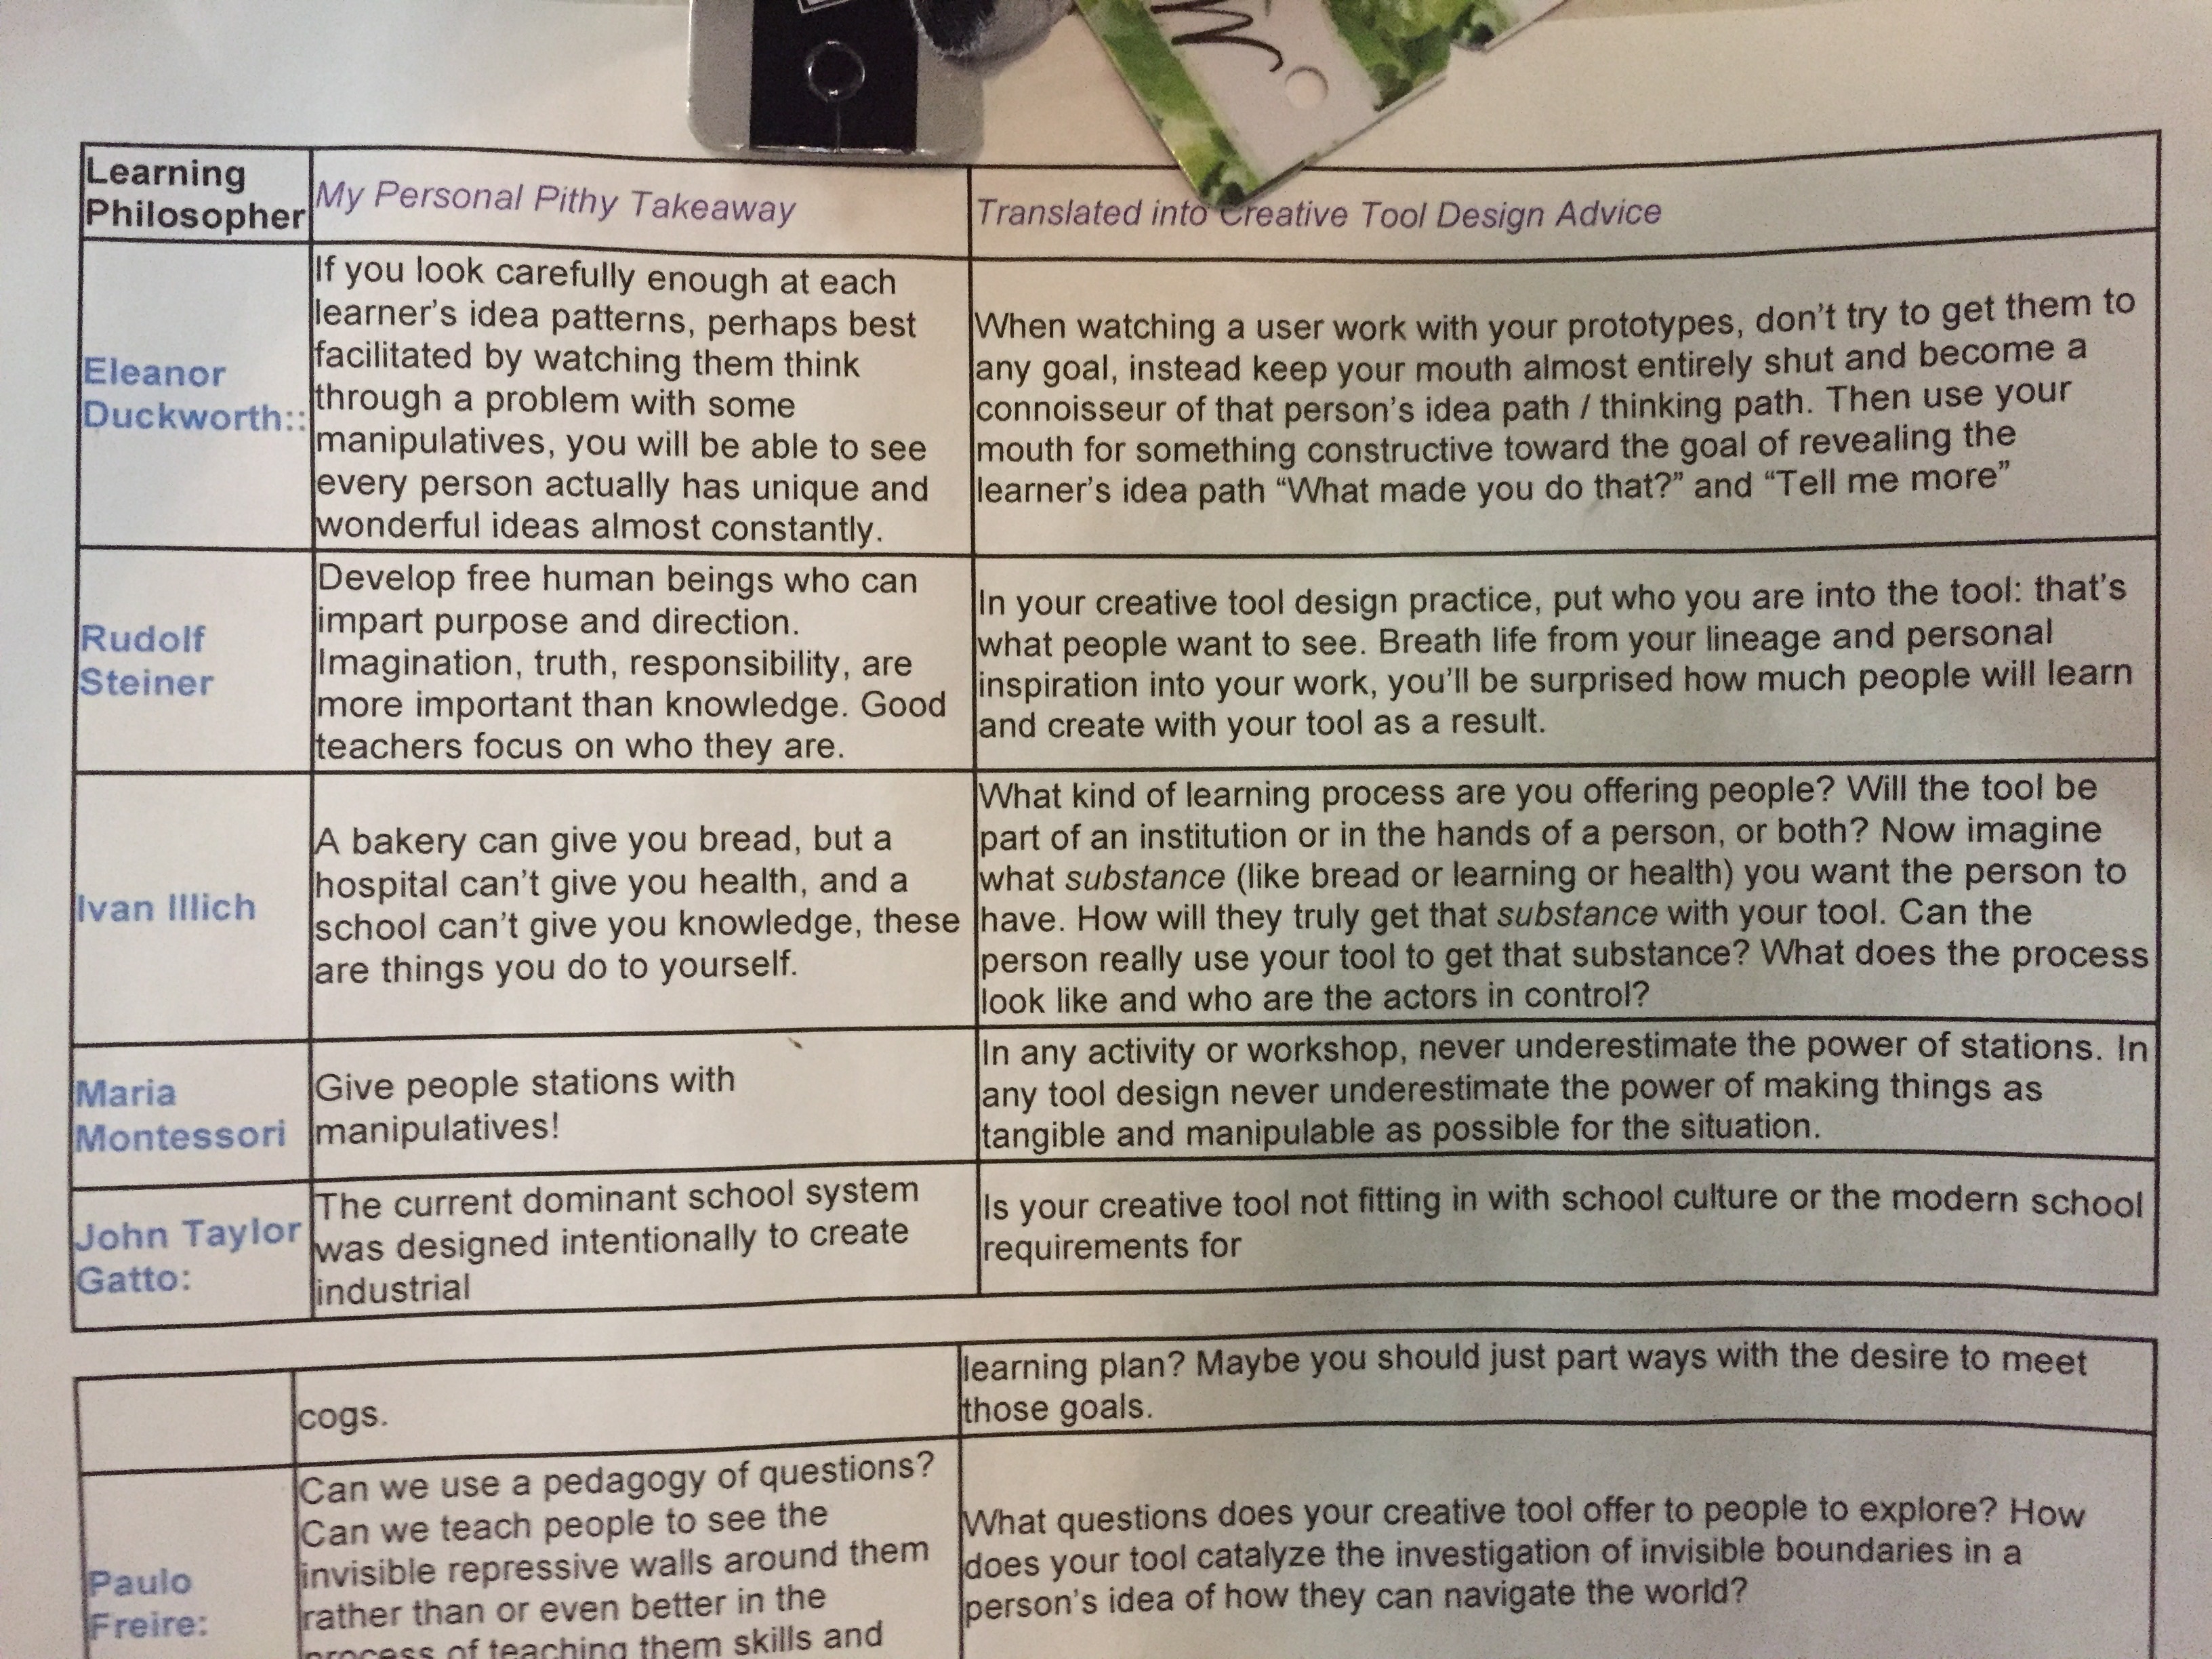 Learning
Philosopher
My Personal Pithy Takeaway
Translated into Creative Tool Design Advice
Eleanor
Duckworth::
If you look carefully enough at each
learner's idea patterns, perhaps best
facilitated by watching them think
through a problem with some
manipulatives, you will be able to see
every person actually has unique and
wonderful ideas almost constantly.
When watching a user work with your prototypes, don't try to get them to
any goal, instead keep your mouth almost entirely shut and become a
connoisseur of that person's idea path / thinking path. Then use your
mouth for something constructive toward the goal of revealing the
learner's idea path “What made you do that?” and “Tell me more”
Rudolf
Steiner
Develop free human beings who can
impart purpose and direction.
Imagination, truth, responsibility, are
more important than knowledge. Good
teachers focus on who they are.
In your creative tool design practice, put who you are into the tool: that's
what people want to see. Breath life from your lineage and personal
inspiration into your work, you'll be surprised how much people will learn
and create with your tool as a result.
Ivan Illich
A bakery can give you bread, but a
hospital can't give you health, and a
school can't give you knowledge, these
are things you do to yourself.
What kind of learning process are you offering people? Will the tool be
part of an institution or in the hands of a person, or both? Now imagine
what substance (like bread or learning or health) you want the person to
have. How will they truly get that substance with your tool. Can the
person really use your tool to get that substance? What does the process
look like and who are the actors in control?
Maria
Montessori
Give people stations with
manipulatives!
In any activity or workshop, never underestimate the power of stations. In
any tool design never underestimate the power of making things as
tangible and manipulable as possible for the situation.
John Taylor
Gatto:
The current dominant school system
was designed intentionally to create
industrial
Is your creative tool not fitting in with school culture or the modern school
requirements for
cogs.
learning plan? Maybe you should just part ways with the desire to meet
those goals.
Paulo
Freire:
Can we use a pedagogy of questions?
Can we teach people to see the
invisible repressive walls around them
rather than or even better in the
process of teaching them skills and
What questions does your creative tool offer to people to explore? How
does your tool catalyze the investigation of invisible boundaries in a
person's idea of how they can navigate the world?